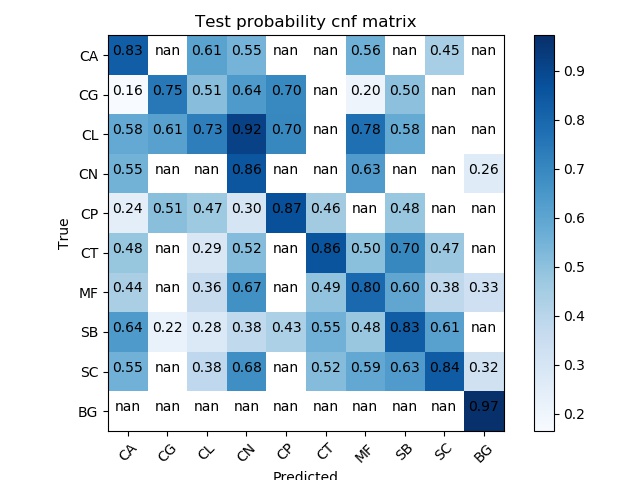 Test probability cnf matrix
CA 0.83 nan 0.61 0.55 nan nan 0.56 nan 0.45 nan
CG 0.16 0.75 0.51 0.64 0.70 nan 0.20 0.50 nan nan
CL 0.58 0.61 0.73 0.92 0.70 nan 0.78 0.58 nan nan
CN 0.55 nan nan 0.86 nan nan 0.63 nan nan 0.26
CP 0.24 0.51 0.47 0.30 0.87 0.46 nan 0.48 nan nan
CT 0.48 nan 0.29 0.52 nan 0.86 0.50 0.70 0.47 nan
MF 0.44 nan 0.36 0.67 nan 0.49 0.80 0.60 0.38 0.33
SB 0.64 0.22 0.28 0.38 0.43 0.55 0.48 0.83 0.61 nan
SC 0.55 nan 0.38 0.68 nan 0.52 0.59 0.63 0.84 0.32
BG nan nan nan nan nan nan nan nan nan 0.97
CA CG CL CN CP CT MF SB SC BG
Predicted
True
0.9
0.8
0.7
0.6
0.5
0.4
0.3
0.2